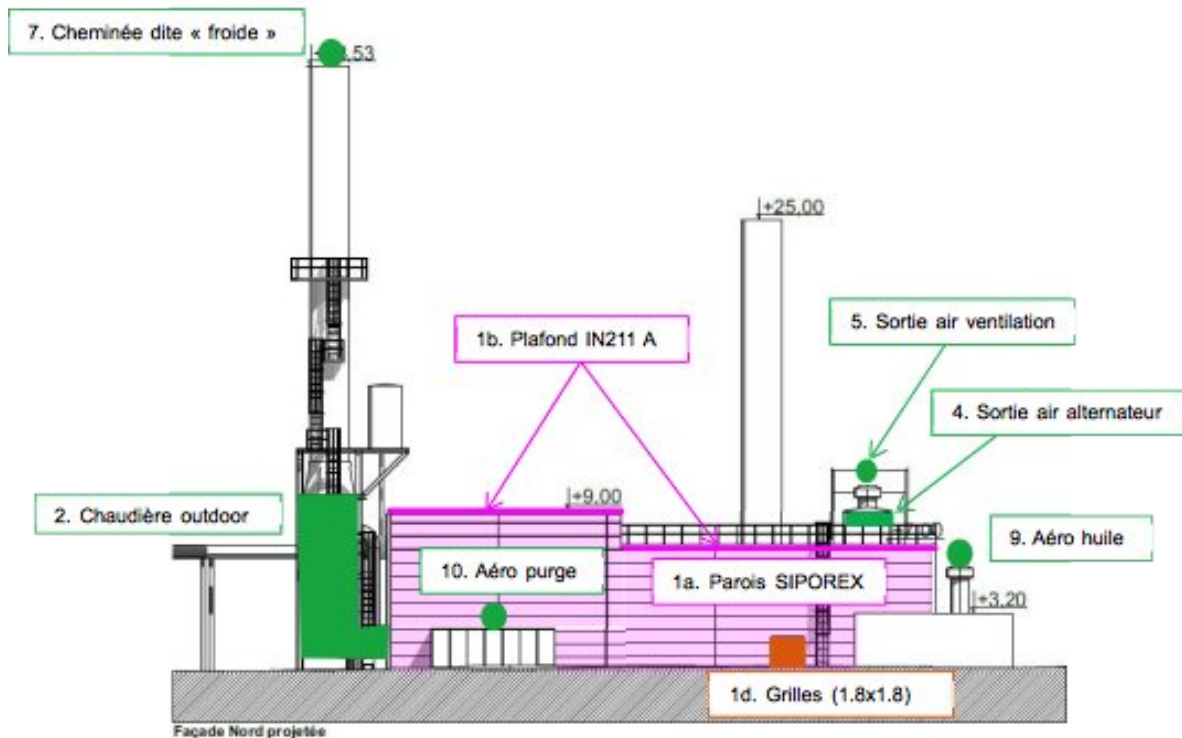 7. Cheminée dite « froide »
,53
+25,00
5. Sortie air ventilation
1b. Plafond IN211 A
4. Sortie air alternateur
+9,00
2. Chaudière outdoor
9. Aéro huile
10. Aéro purge
1a. Parois SIPOREX
+3,20
1d. Grilles (1.8x1.8)
Façade Nord projetée